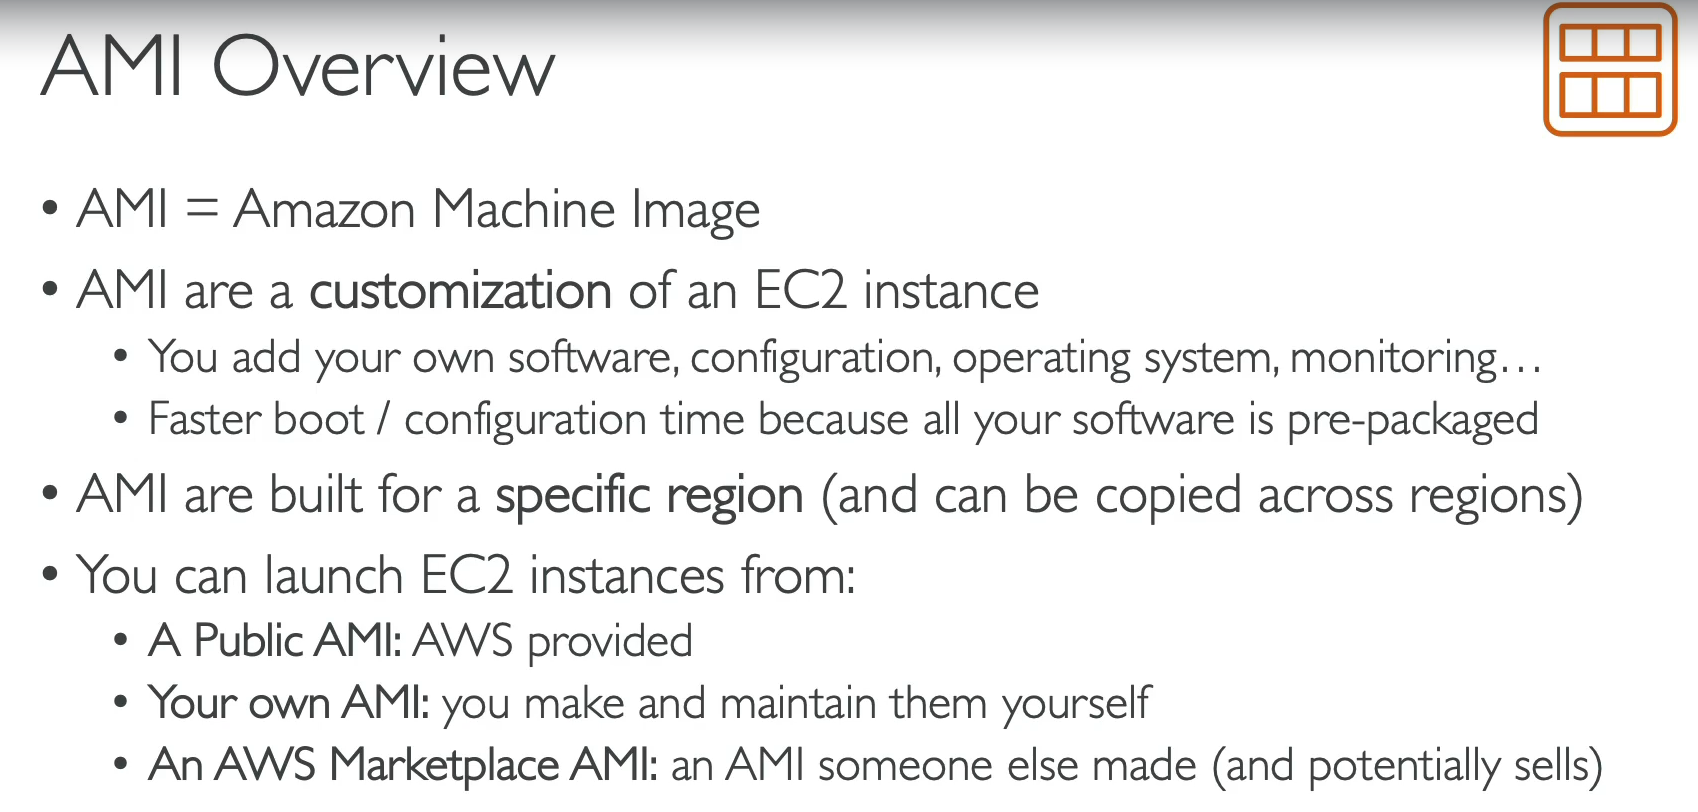 AMI Overview
• AMI = Amazon Machine Image
• AMI are a customization of an EC2 instance
• You add your own software, configuration, operating system, monitoring…
• Faster boot / configuration time because all your software is pre-packaged
• AMI are built for a specific region (and can be copied across regions)
• You can launch EC2 instances from:
• A Public AMI: AWS provided
• Your own AMI: you make and maintain them yourself
• An AWS Marketplace AMI: an AMI someone else made (and potentially sells)